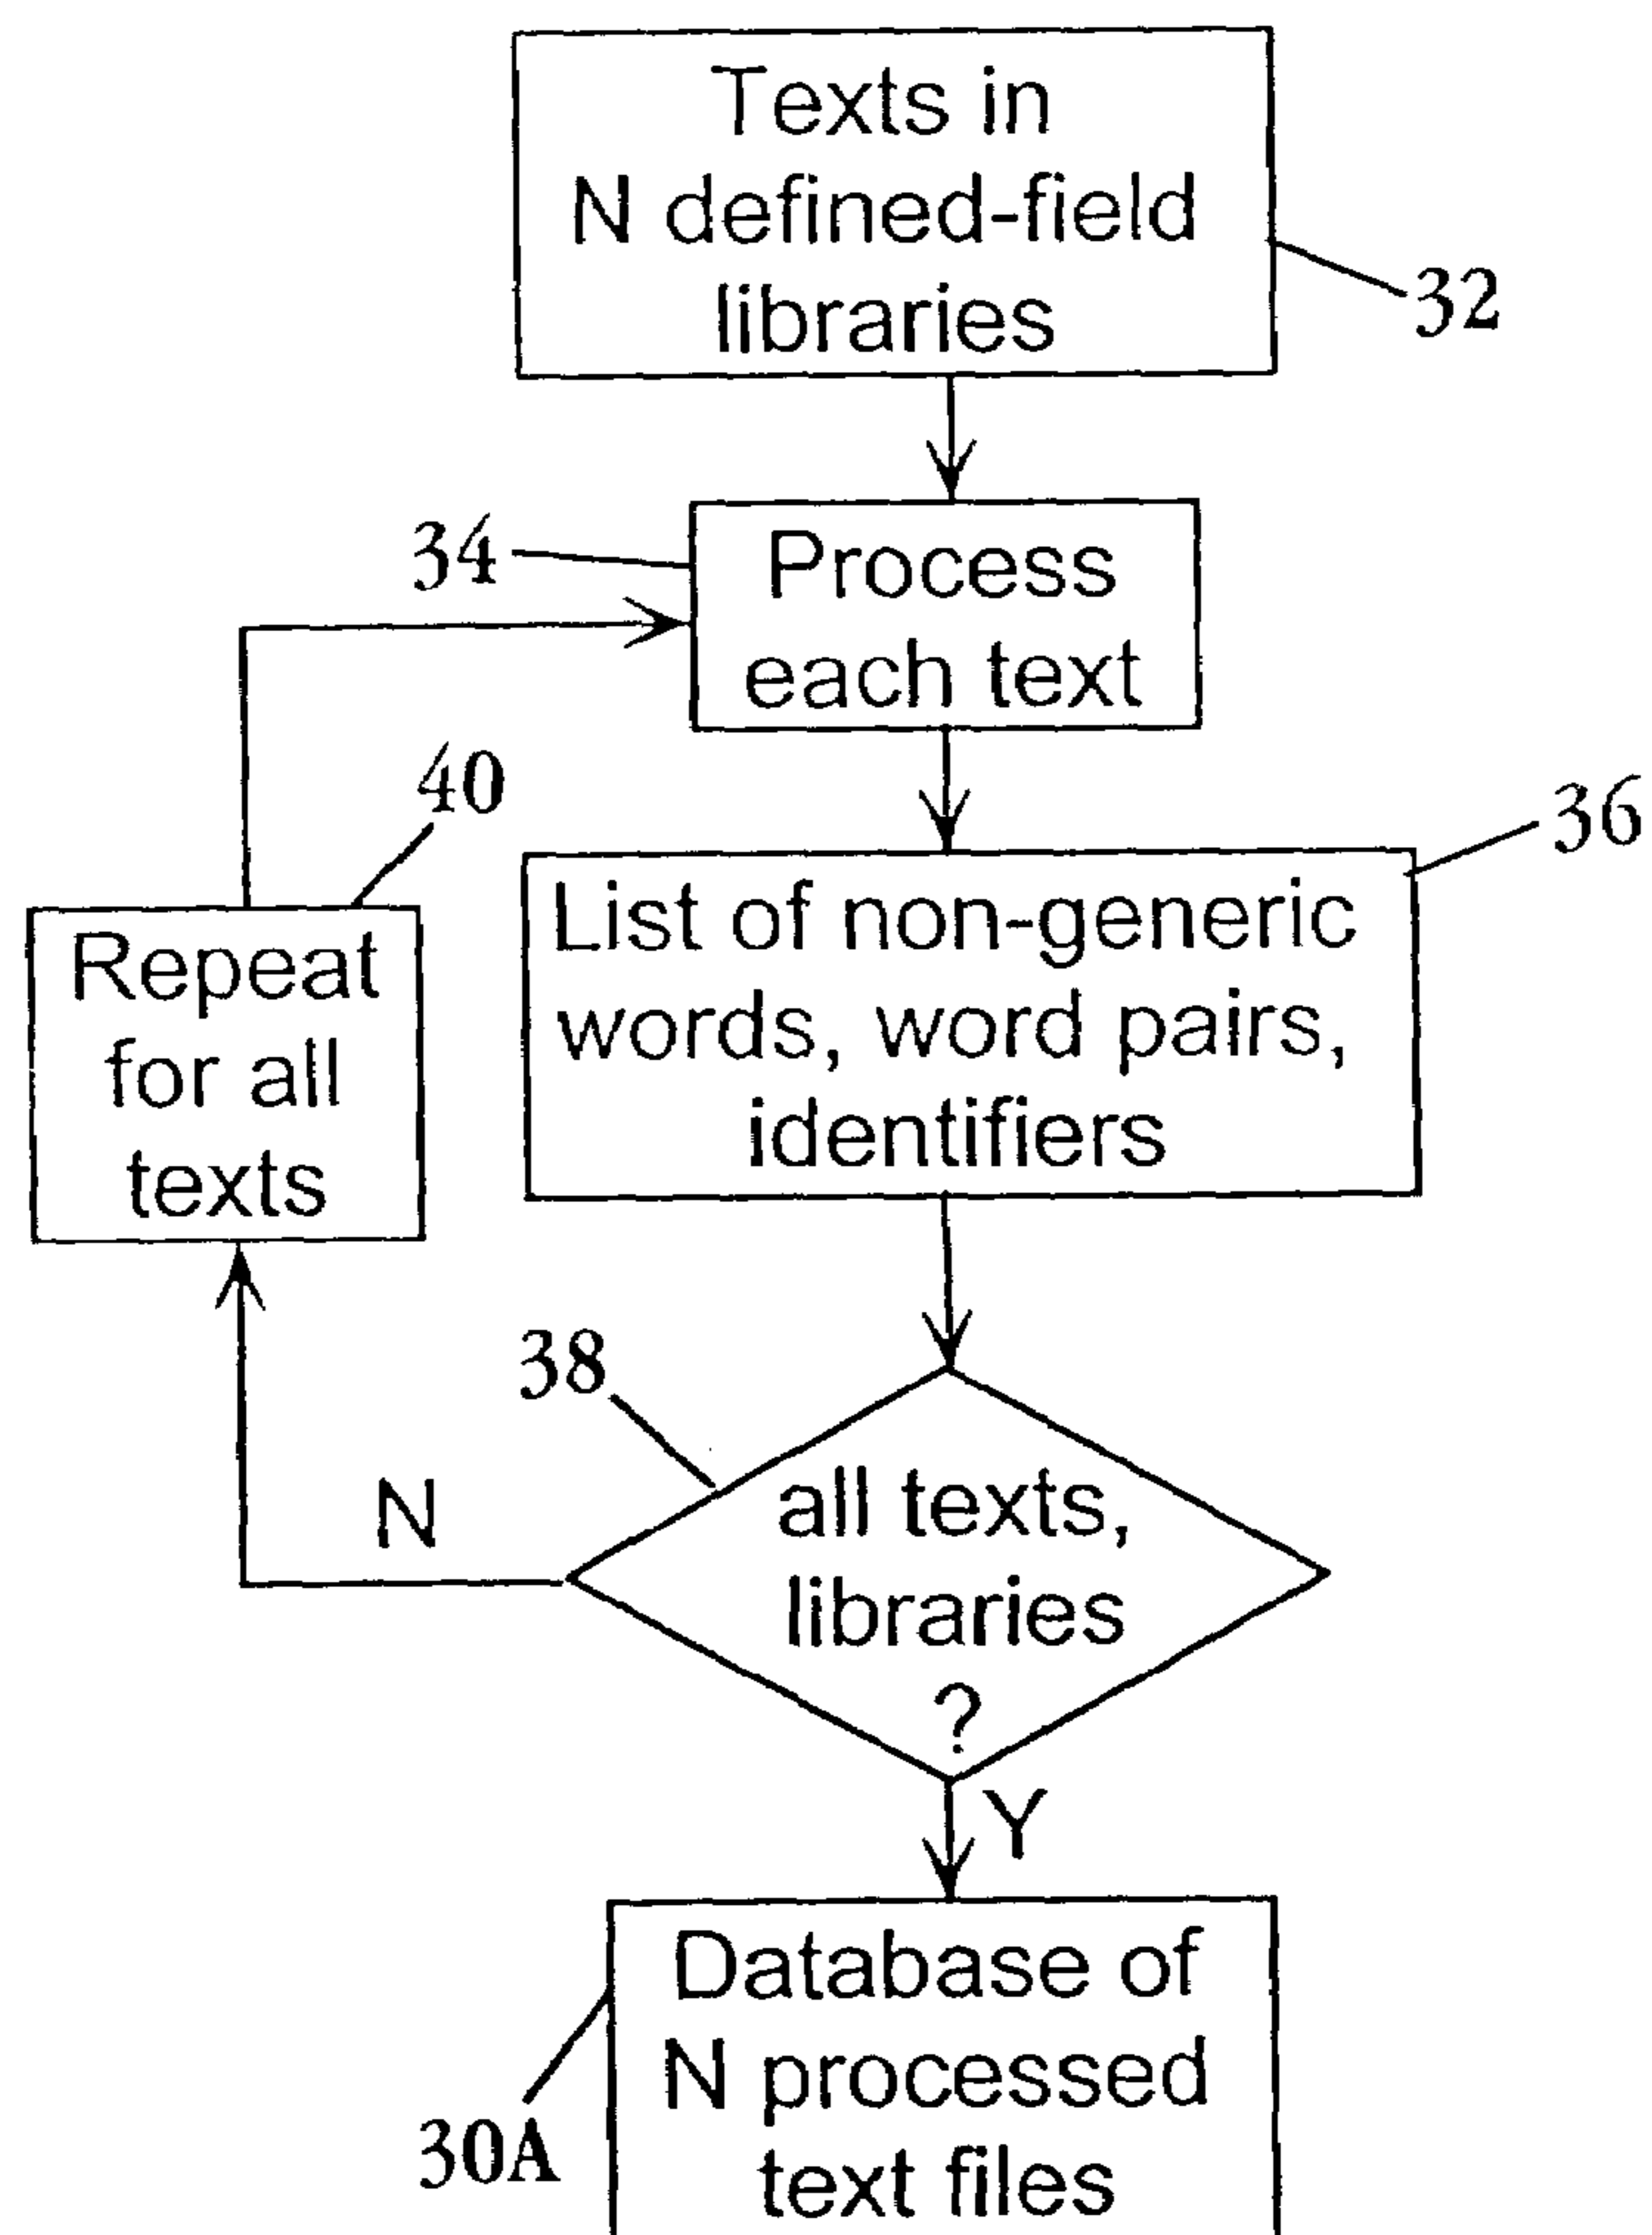 Texts in
N defined-field
libraries
32
34
Process
each text
40
36
List of non-generic
words, word pairs,
identifiers
Repeat
for all
texts
38
N
all texts,
libraries
?
Y
Database of
N processed
text files
30A